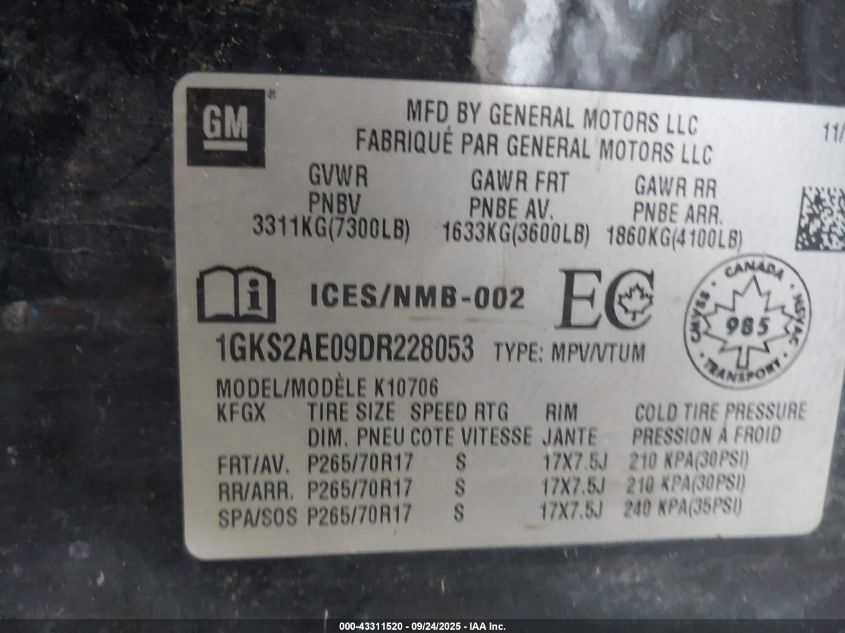 GM
®
MFD BY GENERAL MOTORS LLC
FABRIQUÉ PAR GENERAL MOTORS LLC
11/
GVWR GAWR FRT GAWR RR
PNBV PNBE AV. PNBE ARR.
3311KG(7300LB) 1633KG(3600LB) 1860KG(4100LB)
i ICES/NMB-002 EC
CANADA
CMVSS 985 NSVAC
TRANSPORT
1GKS2AE09DR228053 TYPE: MPV/VTUM
MODEL/MODÈLE K10706
KFGX TIRE SIZE SPEED RTG RIM COLD TIRE PRESSURE
DIM. PNEU COTE VITESSE JANTE PRESSION À FROID
FRT/AV. P265/70R17 S 17X7.5J 210 KPA(30PSI)
RR/ARR. P265/70R17 S 17X7.5J 210 KPA(30PSI)
SPA/SOS P265/70R17 S 17X7.5J 240 KPA(35PSI)
000-43311520 - 09/24/2025 - IAA Inc.